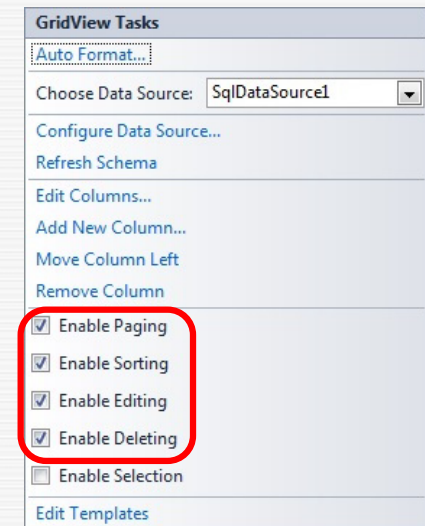 GridView Tasks
Auto Format...
Choose Data Source: SqlDataSource1
Configure Data Source...
Refresh Schema
Edit Columns...
Add New Column...
Move Column Left
Remove Column
Enable Paging
Enable Sorting
Enable Editing
Enable Deleting
Enable Selection
Edit Templates